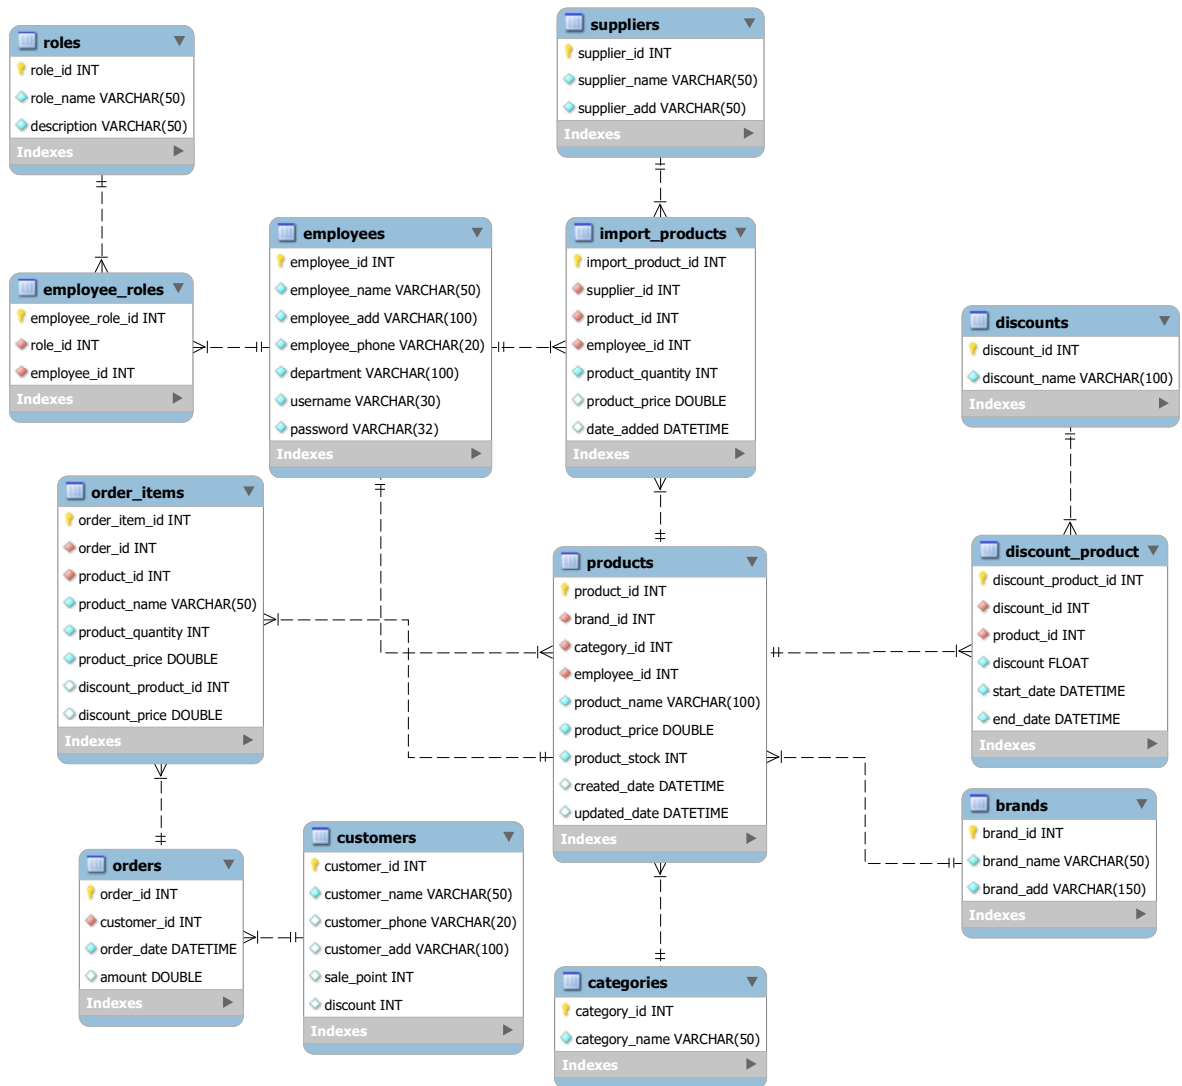 roles
role_id INT
role_name VARCHAR(50)
description VARCHAR(50)
Indexes
suppliers
supplier_id INT
supplier_name VARCHAR(50)
supplier_add VARCHAR(50)
Indexes
employee_roles
employee_role_id INT
role_id INT
employee_id INT
Indexes
employees
employee_id INT
employee_name VARCHAR(50)
employee_add VARCHAR(100)
employee_phone VARCHAR(20)
department VARCHAR(100)
username VARCHAR(30)
password VARCHAR(32)
Indexes
import_products
import_product_id INT
supplier_id INT
product_id INT
employee_id INT
product_quantity INT
product_price DOUBLE
date_added DATETIME
Indexes
discounts
discount_id INT
discount_name VARCHAR(100)
Indexes
order_items
order_item_id INT
order_id INT
product_id INT
product_name VARCHAR(50)
product_quantity INT
product_price DOUBLE
discount_product_id INT
discount_price DOUBLE
Indexes
products
product_id INT
brand_id INT
category_id INT
employee_id INT
product_name VARCHAR(100)
product_price DOUBLE
product_stock INT
created_date DATETIME
updated_date DATETIME
Indexes
discount_product
discount_product_id INT
discount_id INT
product_id INT
discount FLOAT
start_date DATETIME
end_date DATETIME
Indexes
orders
order_id INT
customer_id INT
order_date DATETIME
amount DOUBLE
Indexes
customers
customer_id INT
customer_name VARCHAR(50)
customer_phone VARCHAR(20)
customer_add VARCHAR(100)
sale_point INT
discount INT
Indexes
brands
brand_id INT
brand_name VARCHAR(50)
brand_add VARCHAR(150)
Indexes
categories
category_id INT
category_name VARCHAR(50)
Indexes